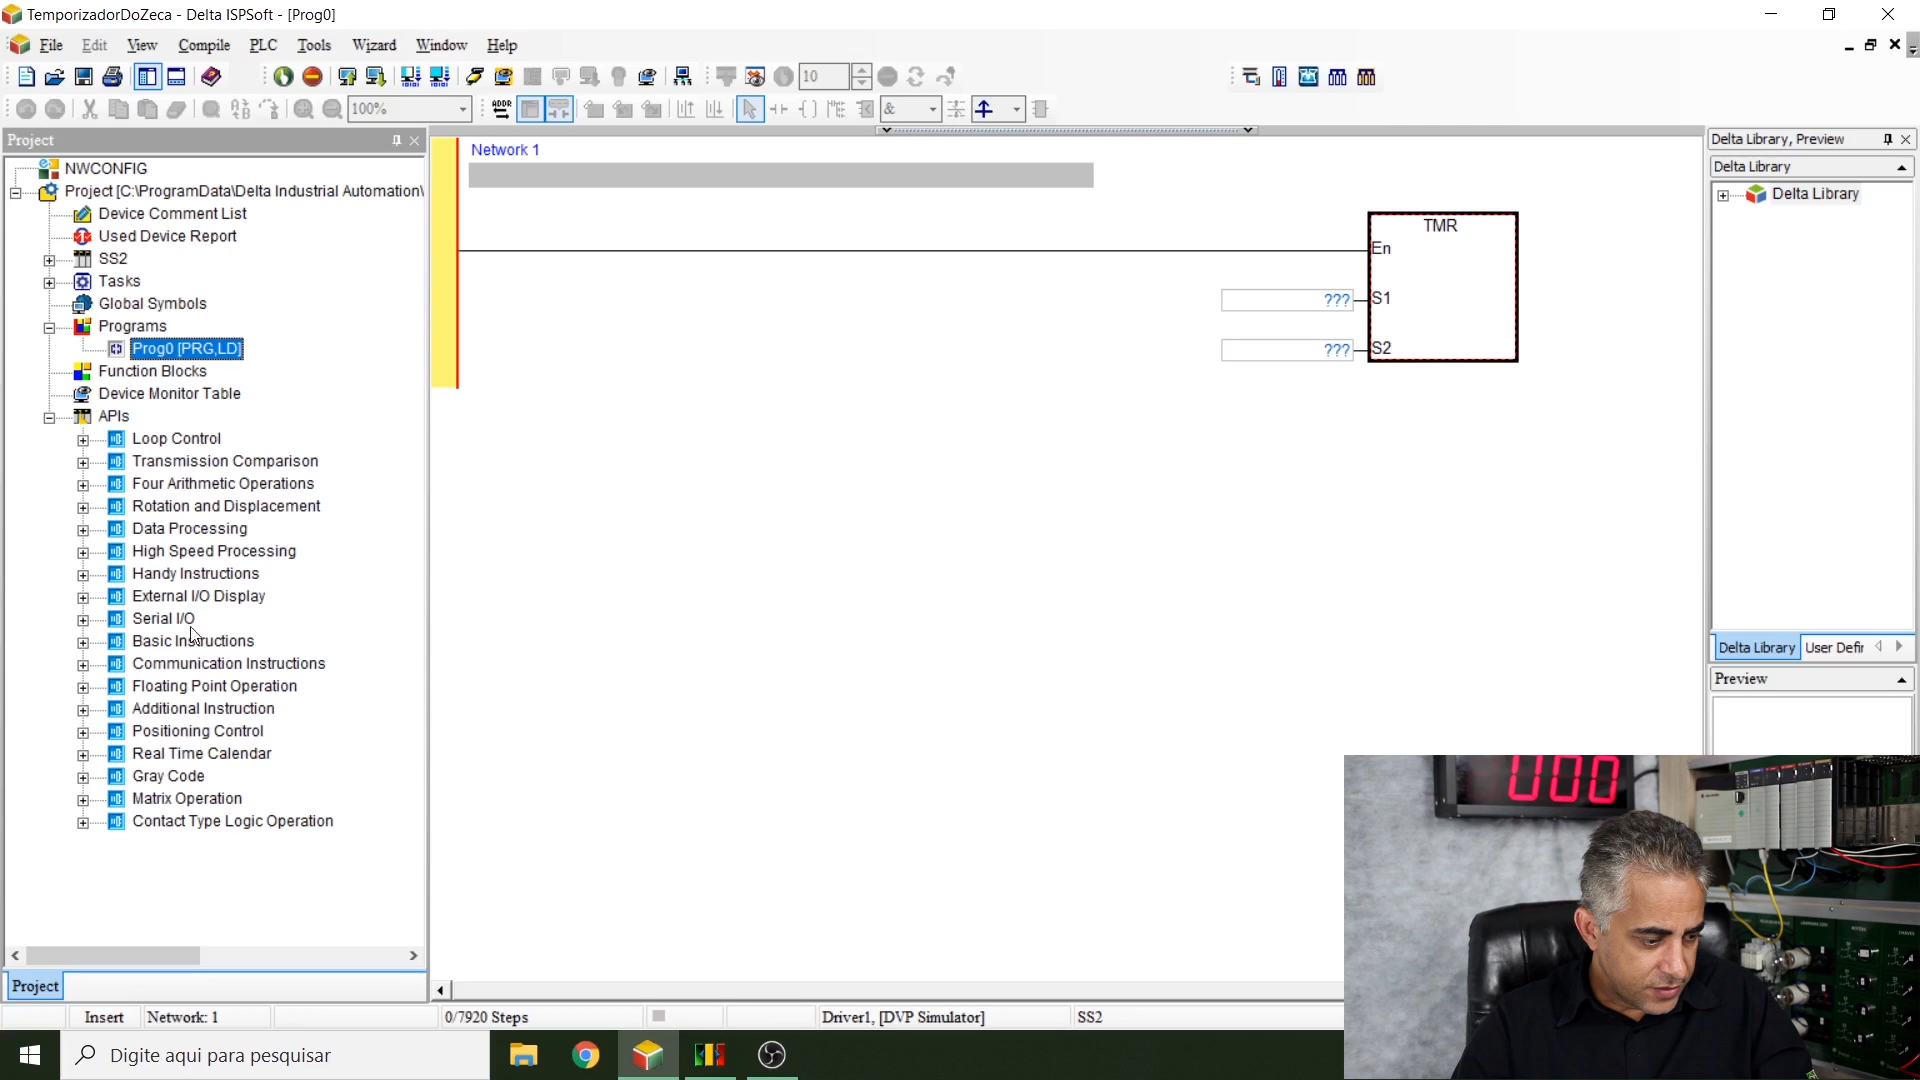 TemporizadorDoZeca - Delta ISPSoft - [Prog0]
File Edit View Compile PLC Tools Wizard Window Help
10
100%
ADDR
&
Project
NWCONFIG
Project [C:\ProgramData\Delta Industrial Automation\
Device Comment List
Used Device Report
SS2
Tasks
Global Symbols
Programs
Prog0 [PRG,LD]
Function Blocks
Device Monitor Table
APIs
Loop Control
Transmission Comparison
Four Arithmetic Operations
Rotation and Displacement
Data Processing
High Speed Processing
Handy Instructions
External I/O Display
Serial I/O
Basic Instructions
Communication Instructions
Floating Point Operation
Additional Instruction
Positioning Control
Real Time Calendar
Gray Code
Matrix Operation
Contact Type Logic Operation
Project
Network 1
TMR
En
??? S1
??? S2
Delta Library, Preview
Delta Library
Delta Library
Delta Library User Defir
Preview
000
Insert Network: 1 0/7920 Steps Driver1, [DVP Simulator] SS2
Digite aqui para pesquisar